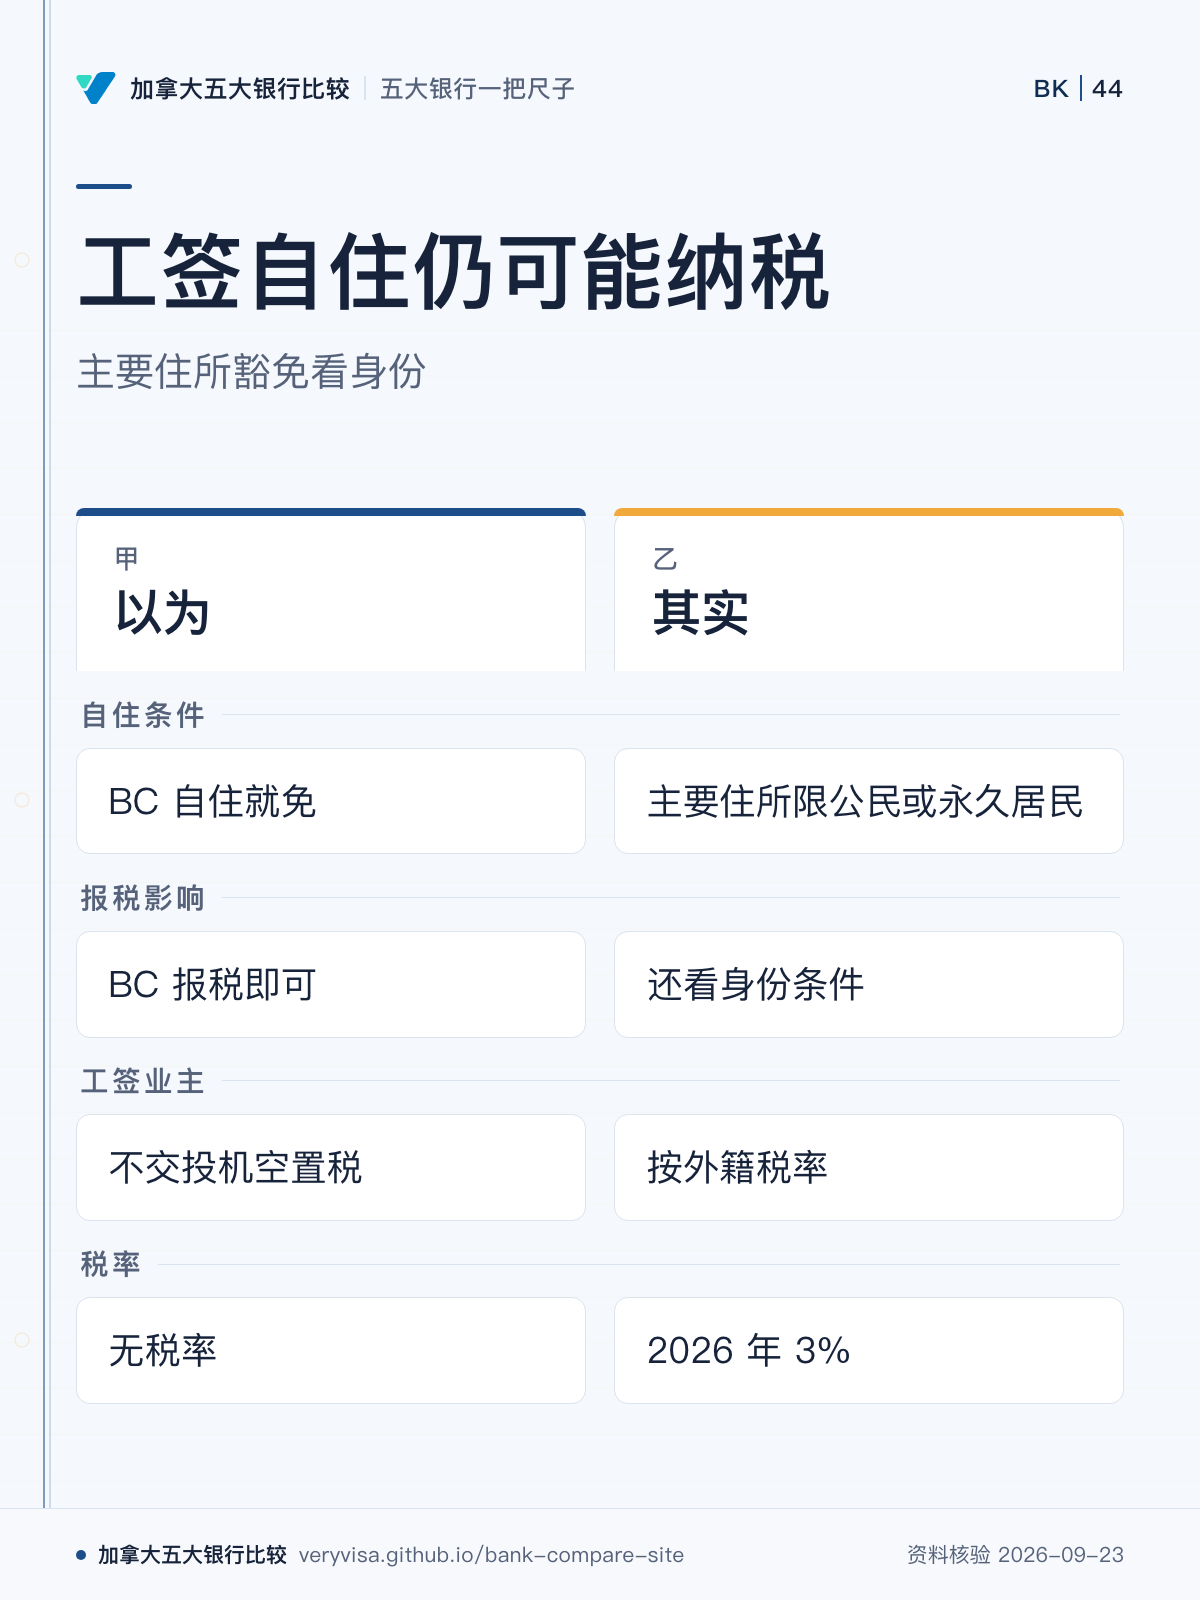 加拿大五大银行比较 五大银行一把尺子 BK 44
工签自住仍可能纳税
主要住所豁免看身份
甲 乙
以为 其实
自住条件
BC 自住就免 主要住所限公民或永久居民
报税影响
BC 报税即可 还看身份条件
工签业主
不交投机空置税 按外籍税率
税率
无税率 2026 年 3%
加拿大五大银行比较 veryvisa.github.io/bank-compare-site 资料核验 2026-09-23